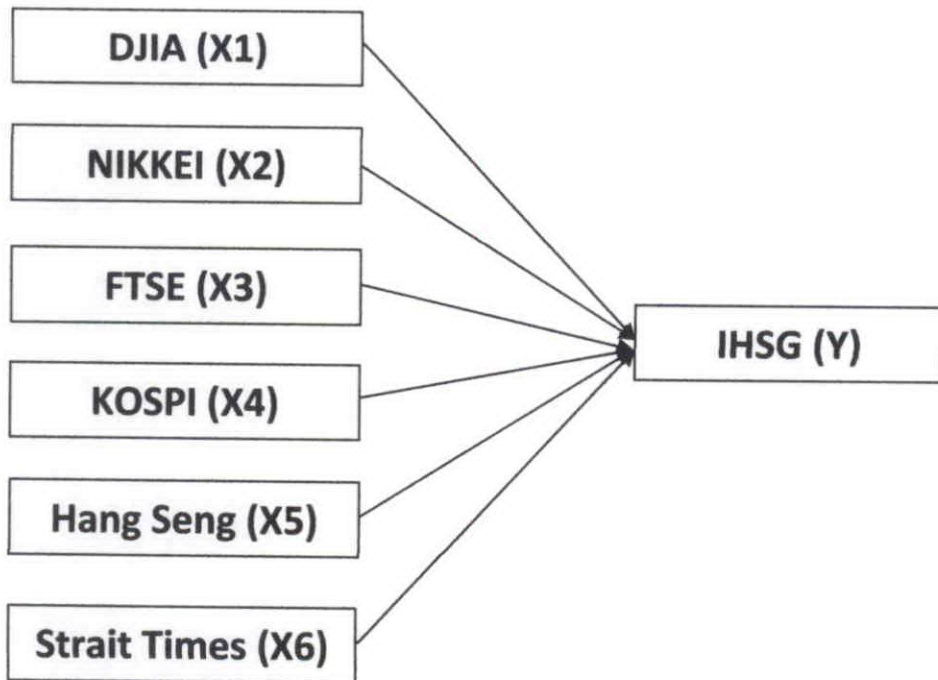 DJIA (X1)
NIKKEI (X2)
FTSE (X3)
IHSG (Y)
KOSPI (X4)
Hang Seng (X5)
Strait Times (X6)